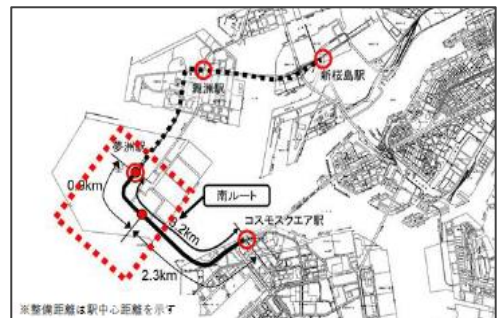 舞洲駅
新桜島駅
夢洲駅
0.9km
南ルート
3.2km
コスモスクエア駅
2.3km
※整備距離は駅中心距離を示す